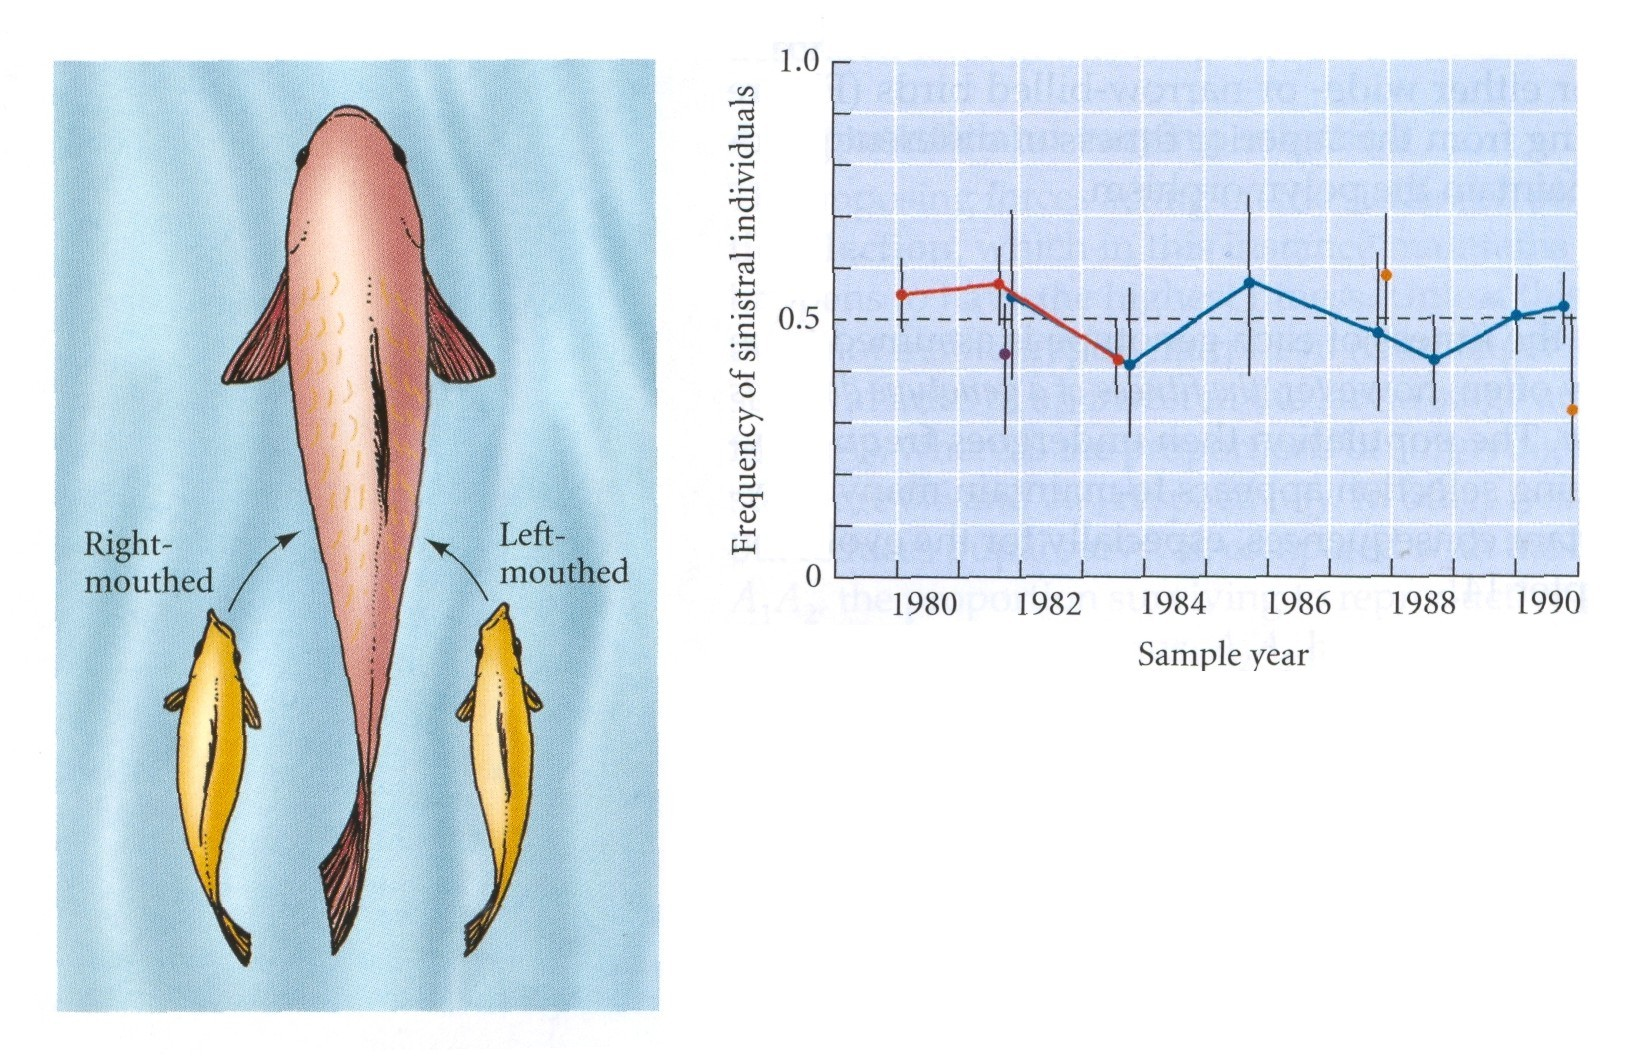 Right-
mouthed
Left-
mouthed
Frequency of sinistral individuals
1.0
0.5
0
1980 1982 1984 1986 1988 1990
Sample year